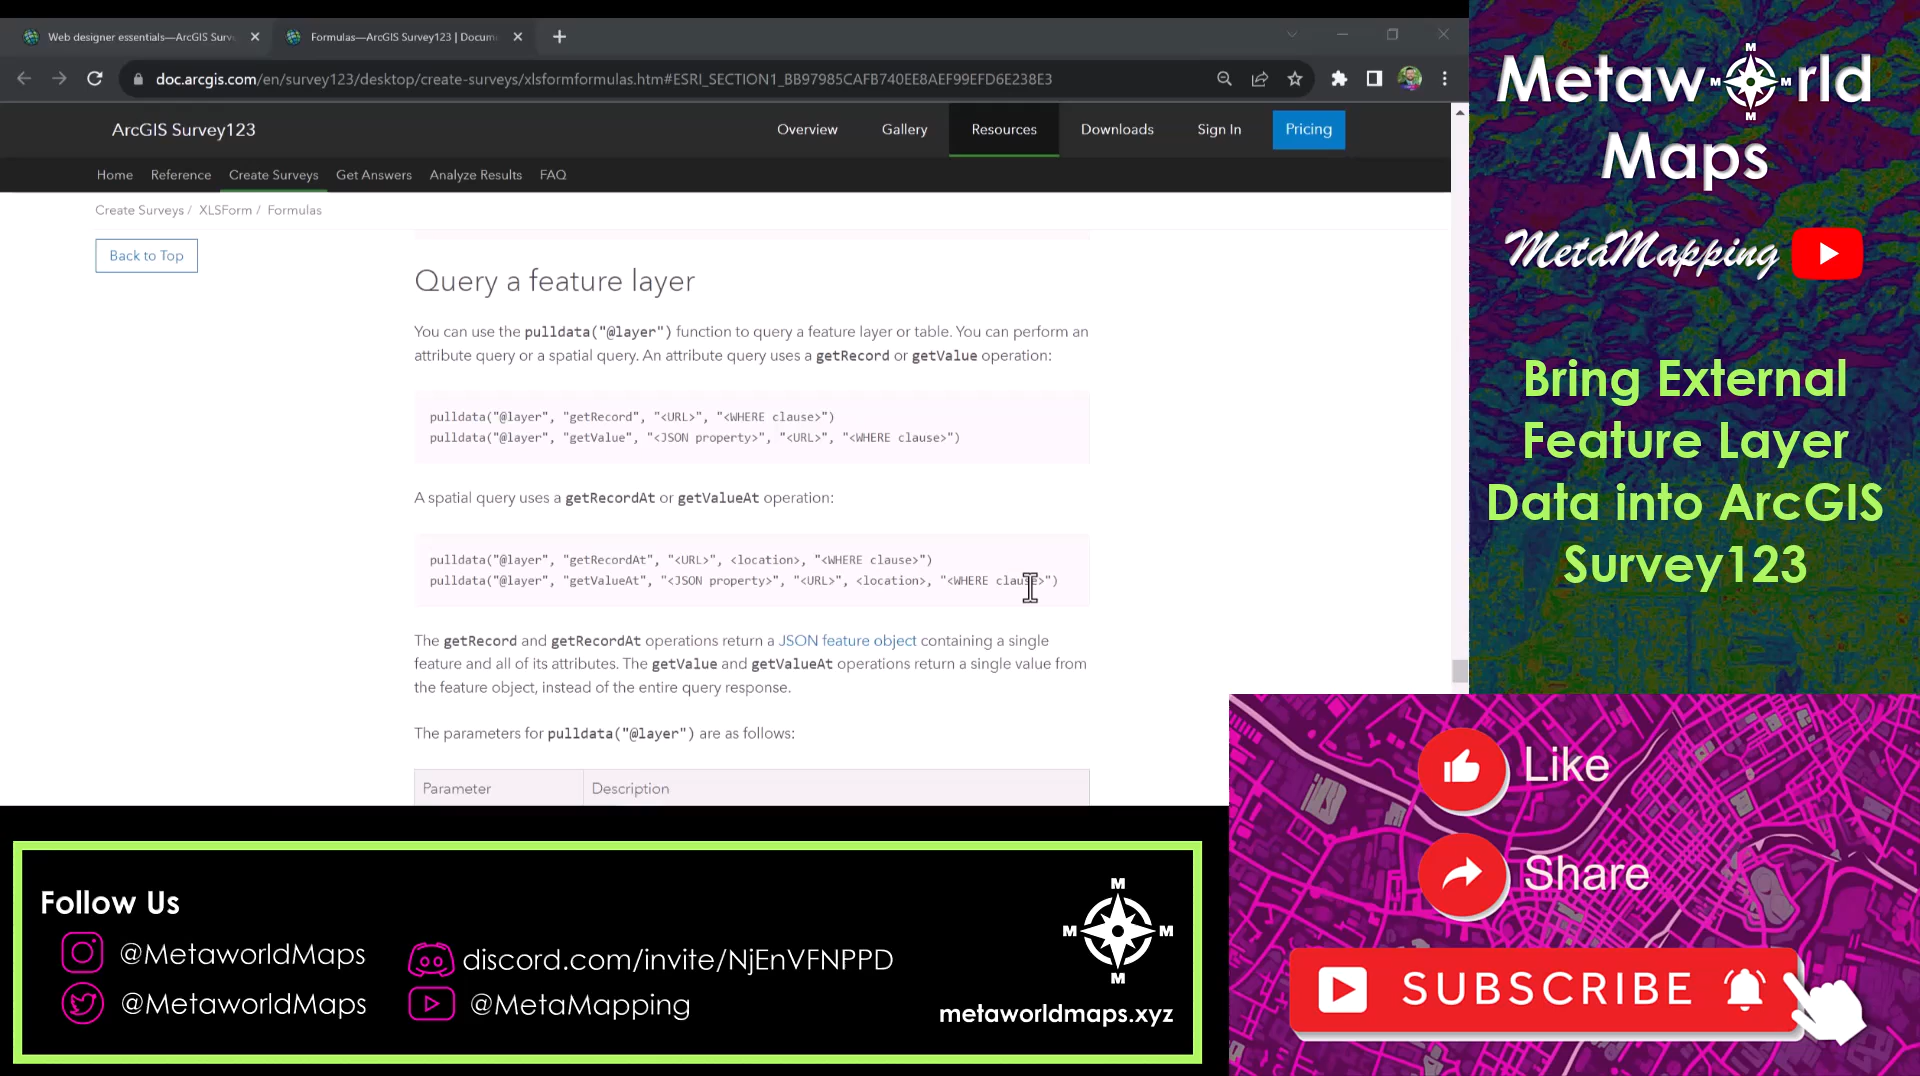 Web designer essentials—ArcGIS Surv
Formulas—ArcGIS Survey123 | Docum
doc.arcgis.com/en/survey123/desktop/create-surveys/xlsformformulas.htm#ESRI_SECTION1_BB97985CAFB740EE8AEF99EFD6E238E3
ArcGIS Survey123
Overview
Gallery
Resources
Downloads
Sign In
Pricing
Home
Reference
Create Surveys
Get Answers
Analyze Results
FAQ
Create Surveys / XLSForm / Formulas
Back to Top
Query a feature layer
You can use the pulldata("@layer") function to query a feature layer or table. You can perform an
attribute query or a spatial query. An attribute query uses a getRecord or getValue operation:
pulldata("@layer", "getRecord", "<URL>", "<WHERE clause>")
pulldata("@layer", "getValue", "<JSON property>", "<URL>", "<WHERE clause>")
A spatial query uses a getRecordAt or getValueAt operation:
pulldata("@layer", "getRecordAt", "<URL>", <location>, "<WHERE clause>")
pulldata("@layer", "getValueAt", "<JSON property>", "<URL>", <location>, "<WHERE clause>")
The getRecord and getRecordAt operations return a JSON feature object containing a single
feature and all of its attributes. The getValue and getValueAt operations return a single value from
the feature object, instead of the entire query response.
The parameters for pulldata("@layer") are as follows:
Parameter
Description
Metaw M M M M rld
Maps
MetaMapping
Bring External
Feature Layer
Data into ArcGIS
Survey123
Like
Share
SUBSCRIBE
Follow Us
@MetaworldMaps
discord.com/invite/NjEnVFNPPD
@MetaworldMaps
@MetaMapping
M
M M
M
metaworldmaps.xyz